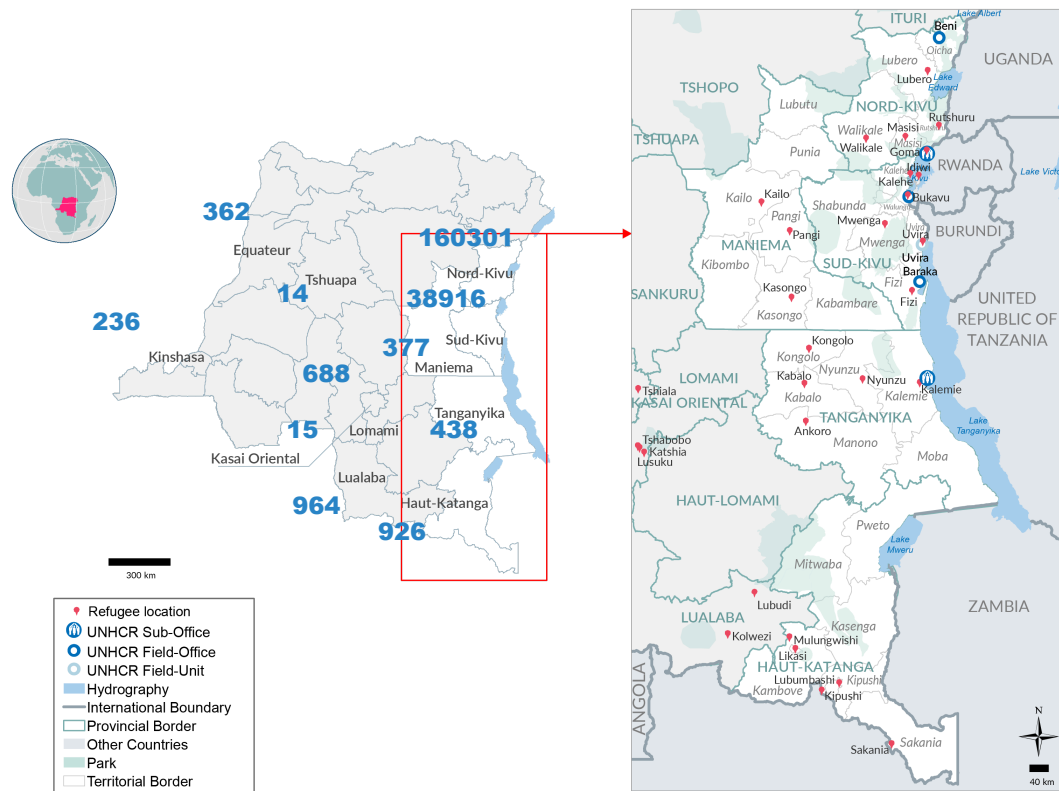 362
160301
Equateur
Tshuapa
Nord-Kivu
14
38916
236
377
Sud-Kivu
Kinshasa
688
Maniema
Tanganyika
15
Lomami
438
Kasai Oriental
Lualaba
964
Haut-Katanga
926
300 km
Refugee location
UNHCR Sub-Office
UNHCR Field-Office
UNHCR Field-Unit
Hydrography
International Boundary
Provincial Border
Other Countries
Park
Territorial Border
ITURI
Lake Albert
Beni
Oicha
Lubero
UGANDA
Lubero
Lake
Edward
TSHOPO
Lubutu
NORD-KIVU
Rutshuru
Masisi
Walikale
TSHUAPA
Walikale
Masisi
Goma
Punia
Idjwi
RWANDA
Kalehe
Kalehe
Kivu
Lake Victo
Kailo
Kailo
Bukavu
Shabunda
Walungu
Pangi
Mwenga
Uvira
Pangi
Uvira
BURUNDI
MANIEMA
Mwenga
Kibombo
SUD-KIVU
Uvira
Baraka
Fizi
SANKURU
Kasongo
Fizi
Kabambare
Kasongo
UNITED
REPUBLIC OF
TANZANIA
Kongolo
Kongolo
Nyunzu
LOMAMI
Kabalo
Nyunzu
Tshiala
Kalemie
KASAI ORIENTAL
Kabalo
Kalemie
TANGANYIKA
Ankoro
Lake
Tanganyika
Tshabobo
Manono
Katshia
Lusuku
Moba
HAUT-LOMAMI
Pweto
Lake
Mweru
Mitwaba
Lubudi
ZAMBIA
LUALABA
Kasenga
Kolwezi
Mulungwishi
Likasi
HAUT-KATANGA
Lubumbashi
Kipushi
Kambove
Kipushi
ANGOLA
N
Sakania
Sakania
40 km